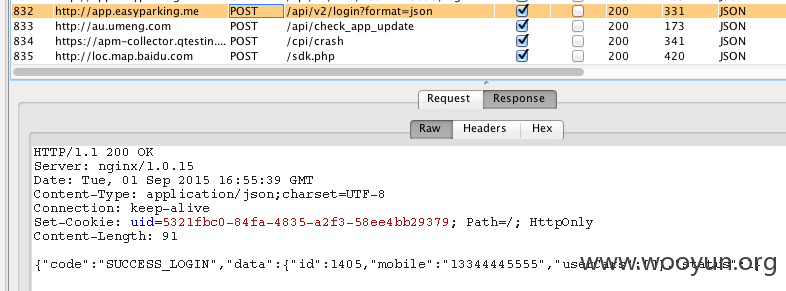 832 http://app.easyparking.me POST /api/v2/login?format=json 200 331 JSON
833 http://au.umeng.com POST /api/check_app_update 200 173 JSON
834 https://apm-collector.qtestin.... POST /cpi/crash 200 341 JSON
835 http://loc.map.baidu.com POST /sdk.php 200 420 JSON
Request Response
Raw Headers Hex
HTTP/1.1 200 OK
Server: nginx/1.0.15
Date: Tue, 01 Sep 2015 16:55:39 GMT
Content-Type: application/json;charset=UTF-8
Connection: keep-alive
Set-Cookie: uid=5321fbc0-84fa-4835-a2f3-58ee4bb29379; Path=/; HttpOnly
Content-Length: 91
{"code":"SUCCESS_LOGIN","data":{"id":1405,"mobile":"13344445555","userCars":
www.wooyun.org